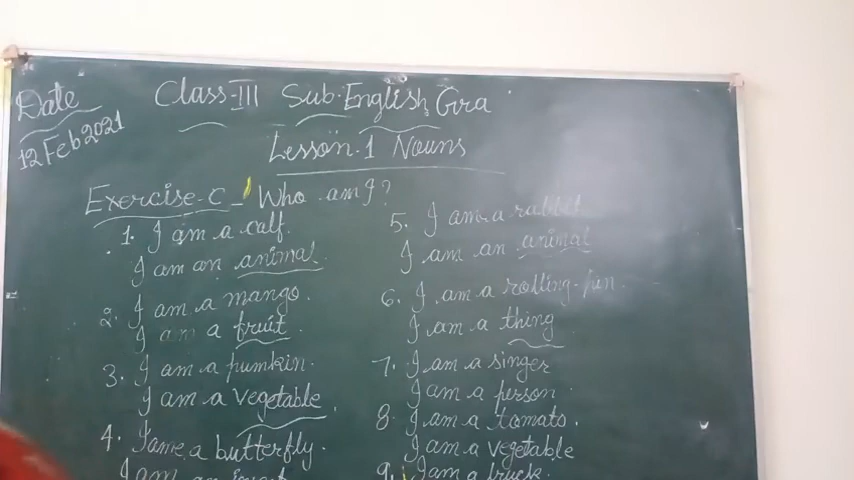 Date
12 Feb 2021
Class-III Sub-English Gra
Lesson.1 Nouns
Exercise-C - Who am I?
1. I am a calf.
I am an animal
2. I am a mango.
I am a fruit.
3. I am a pumkin.
I am a vegetable.
4. I ame a butterfly.
I am an
5. I am a rabbit
I am an animal
6. I am a rolling-pin.
I am a thing
7. I am a singer
I am a person
8. I am a tomato.
I am a vegetable
9. I am a truck.